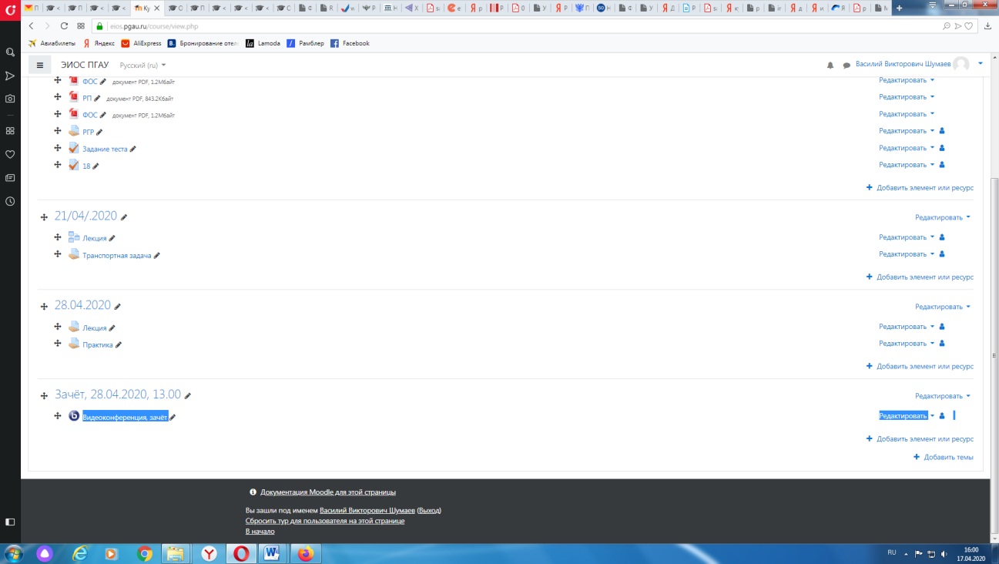 eios.pgau.ru/course/view.php
Авиабилеты Яндекс AliExpress Бронирование отел Lamoda Рамблер Facebook
ЭИОС ПГАУ Русский (ru) Василий Викторович Шумаев
ФОС документ PDF, 1.2Мбайт Редактировать
РП документ PDF, 843.2Кбайт Редактировать
ФОС документ PDF, 1.2Мбайт Редактировать
РГР Редактировать
Задание теста Редактировать
18 Редактировать
Добавить элемент или ресурс
21/04/.2020 Редактировать
Лекция Редактировать
Транспортная задача Редактировать
Добавить элемент или ресурс
28.04.2020 Редактировать
Лекция Редактировать
Практика Редактировать
Добавить элемент или ресурс
Зачёт, 28.04.2020, 13.00 Редактировать
Видеоконференция, зачёт Редактировать
Добавить элемент или ресурс
Добавить темы
Документация Moodle для этой страницы
Вы зашли под именем Василий Викторович Шумаев (Выход)
Сбросить тур для пользователя на этой странице
В начало
RU 16:00
17.04.2020